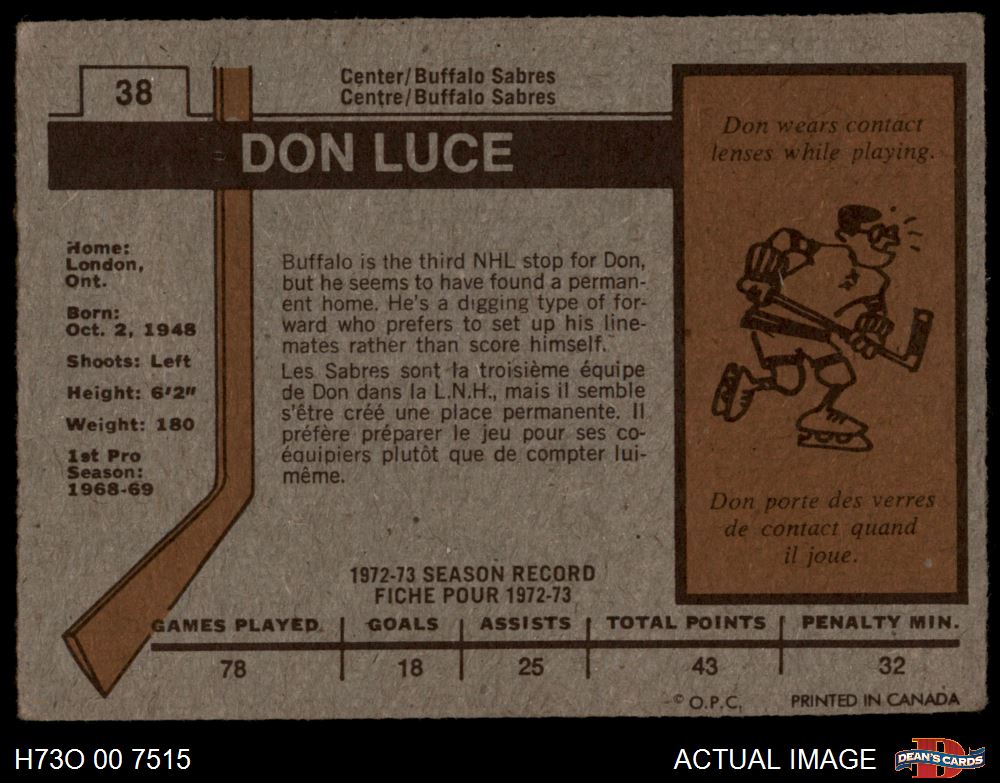 38
Center/Buffalo Sabres
Centre/Buffalo Sabres
DON LUCE
Home:
London,
Ont.
Born:
Oct. 2, 1948
Shoots: Left
Height: 6'2"
Weight: 180
1st Pro
Season:
1968-69
Buffalo is the third NHL stop for Don,
but he seems to have found a perman-
ent home. He's a digging type of for-
ward who prefers to set up his line-
mates rather than score himself.
Les Sabres sont la troisième équipe
de Don dans la L.N.H., mais il semble
s'être créé une place permanente. Il
préfère préparer le jeu pour ses co-
équipiers plutôt que de compter lui-
même.
Don wears contact
lenses while playing.
Don porte des verres
de contact quand
il joue.
1972-73 SEASON RECORD
FICHE POUR 1972-73
GAMES PLAYED GOALS ASSISTS TOTAL POINTS PENALTY MIN.
78 18 25 43 32
© O.P.C. PRINTED IN CANADA
H73O 00 7515
ACTUAL IMAGE
DEAN'S CARDS